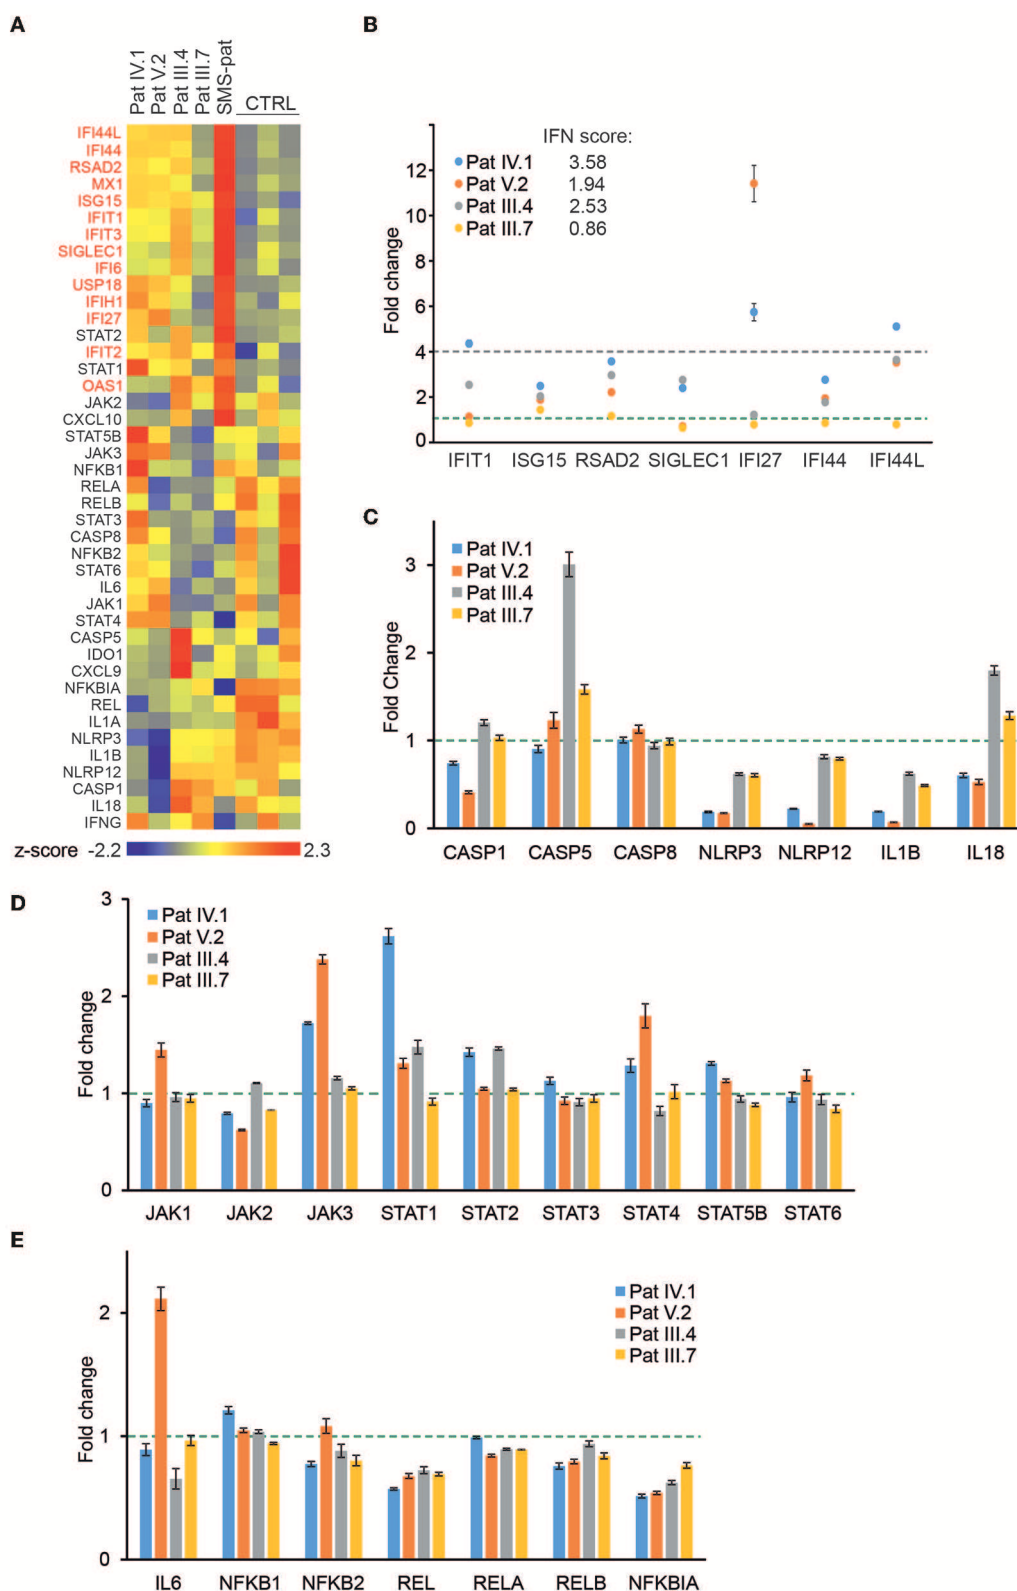 A
Pat IV.1
Pat V.2
Pat III.4
Pat III.7
SMS-pat
CTRL
IFI44L
IFI44
RSAD2
MX1
ISG15
IFIT1
IFIT3
SIGLEC1
IFI6
USP18
IFIH1
IFI27
STAT2
IFIT2
STAT1
OAS1
JAK2
CXCL10
STAT5B
JAK3
NFKB1
RELA
RELB
STAT3
CASP8
NFKB2
STAT6
IL6
JAK1
STAT4
CASP5
IDO1
CXCL9
NFKBIA
REL
IL1A
NLRP3
IL1B
NLRP12
CASP1
IL18
IFNG
z-score -2.2 2.3
B
IFN score:
Pat IV.1 3.58
Pat V.2 1.94
Pat III.4 2.53
Pat III.7 0.86
Fold change
14
12
10
8
6
4
2
0
IFIT1 ISG15 RSAD2 SIGLEC1 IFI27 IFI44 IFI44L
C
Pat IV.1
Pat V.2
Pat III.4
Pat III.7
Fold Change
3
2
1
0
CASP1 CASP5 CASP8 NLRP3 NLRP12 IL1B IL18
D
Pat IV.1
Pat V.2
Pat III.4
Pat III.7
Fold change
3
2
1
0
JAK1 JAK2 JAK3 STAT1 STAT2 STAT3 STAT4 STAT5B STAT6
E
Pat IV.1
Pat V.2
Pat III.4
Pat III.7
Fold change
2
1
0
IL6 NFKB1 NFKB2 REL RELA RELB NFKBIA